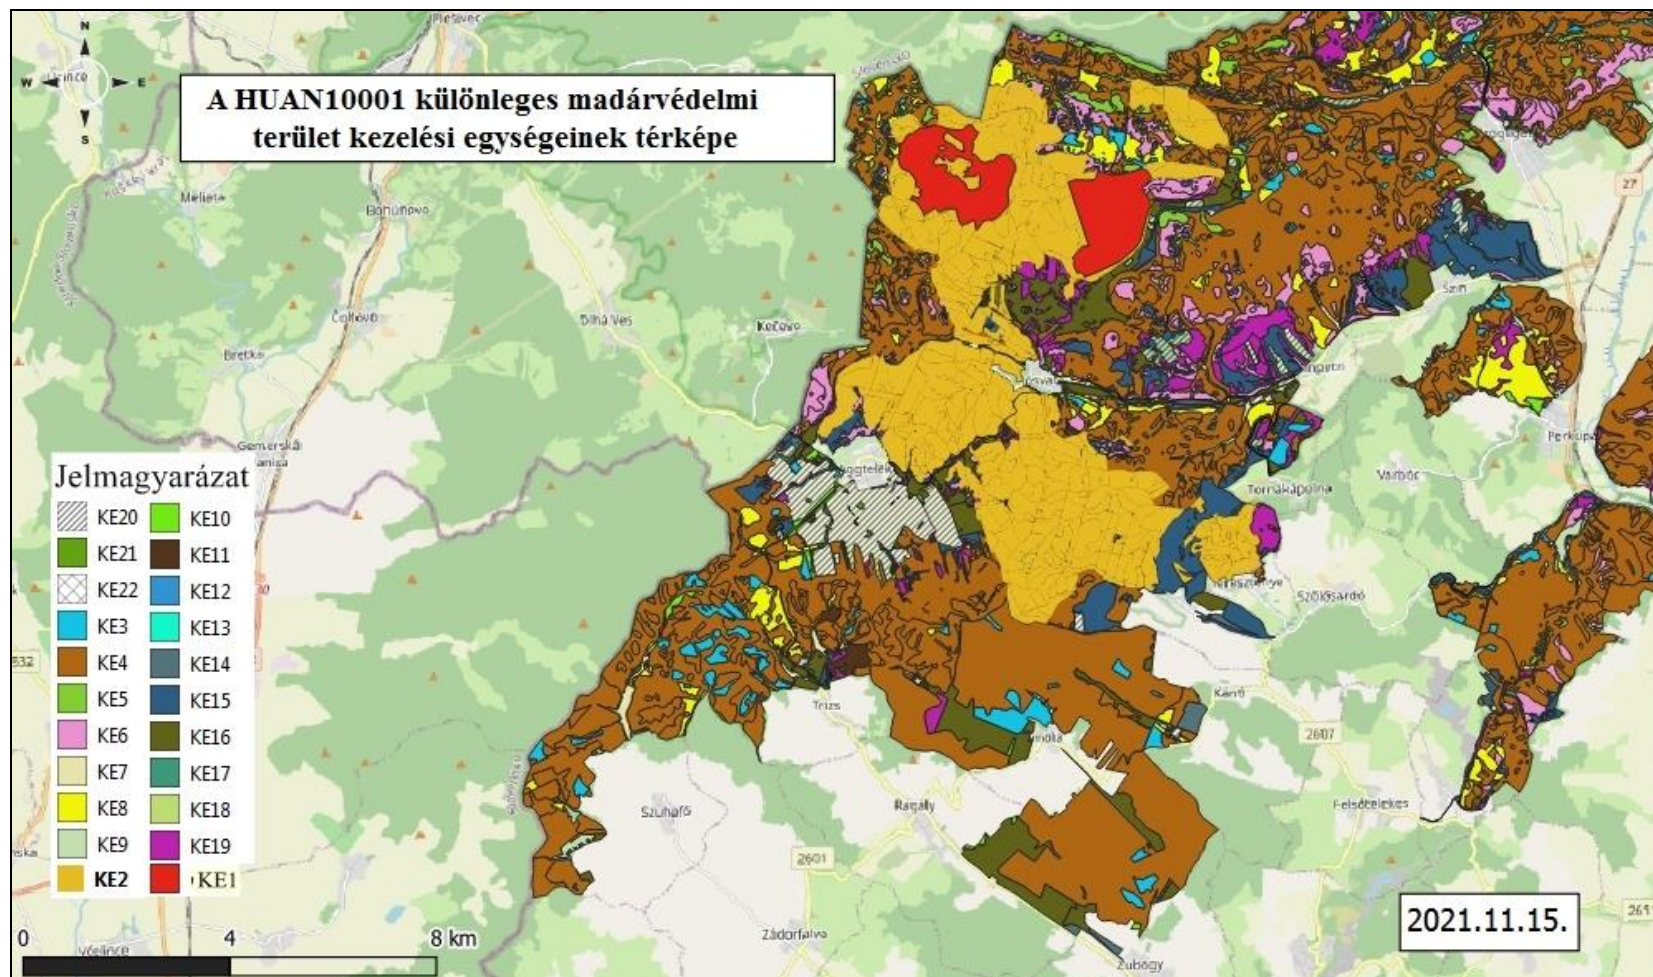 Plešivec
N
W
E
S
Slovensko
A HUAN10001 különleges madárvédelmi
terület kezelési egységeinek térképe
27
Meliata
Bohúňovo
Szin
Čoltovo
Dlhá Ves
Kečovo
Bretka
Gemerská
Perkupa
Varbóc
Tornakápolna
Jelmagyarázat
KE20
KE10
KE21
KE11
KE22
KE12
KE3
KE13
KE4
KE14
KE5
KE15
KE6
KE16
KE7
KE17
KE8
KE18
KE9
KE19
KE2
KE1
Szőlősardó
Kánó
Trizs
2607
Szuhafő
Ragály
Felsőtelekes
2601
2021.11.15.
0
4
8 km
Zádorfalva
Včelince
Zubogy